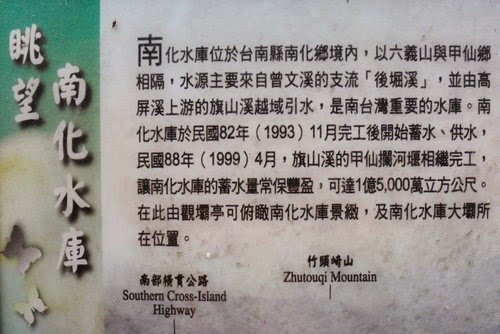 眺望
南化水庫
南化水庫位於台南縣南化鄉境內，以六義山與甲仙鄉
相隔，水源主要來自曾文溪的支流「後堀溪」，並由高
屏溪上游的旗山溪越域引水，是南台灣重要的水庫。南
化水庫於民國82年（1993）11月完工後開始蓄水、供水，
民國88年（1999）4月，旗山溪的甲仙攔河堰相繼完工，
讓南化水庫的蓄水量常保豐盈，可達1億5,000萬立方公尺。
在此由觀壩亭可俯瞰南化水庫景緻，及南化水庫大壩所
在位置。
南部橫貫公路
Southern Cross-Island
Highway
竹頭崎山
Zhutouqi Mountain